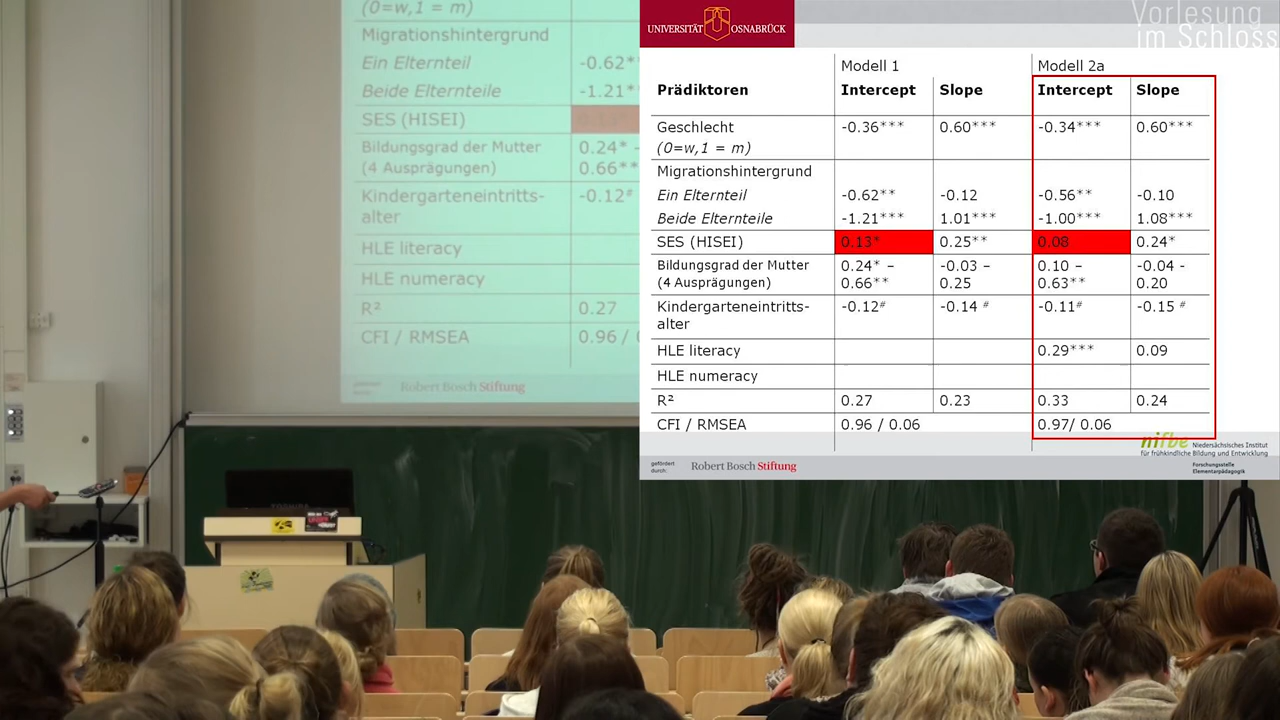 (0=w,1 = m)
Migrationshintergrund
Ein Elternteil -0.62*
Beide Elternteile -1.21*
SES (HISEI)
Bildungsgrad der Mutter 0.24* -
(4 Ausprägungen) 0.66**
Kindergarteneintritts- -0.12#
alter
HLE literacy
HLE numeracy
R² 0.27
CFI / RMSEA 0.96 /
Robert Bosch Stiftung
UNIVERSITÄT OSNABRÜCK
Vorlesung
im Schloss
Modell 1 Modell 2a
Prädiktoren Intercept Slope Intercept Slope
Geschlecht -0.36*** 0.60*** -0.34*** 0.60***
(0=w,1 = m)
Migrationshintergrund
Ein Elternteil -0.62** -0.12 -0.56** -0.10
Beide Elternteile -1.21*** 1.01*** -1.00*** 1.08***
SES (HISEI) 0.13* 0.25** 0.08 0.24*
Bildungsgrad der Mutter 0.24* – -0.03 – 0.10 – -0.04 -
(4 Ausprägungen) 0.66** 0.25 0.63** 0.20
Kindergarteneintritts- -0.12# -0.14 # -0.11# -0.15 #
alter
HLE literacy 0.29*** 0.09
HLE numeracy
R² 0.27 0.23 0.33 0.24
CFI / RMSEA 0.96 / 0.06 0.97/ 0.06
nifbe Niedersächsisches Institut
für frühkindliche Bildung und Entwicklung
Forschungsstelle
Elementarpädagogik
gefördert
durch:
Robert Bosch Stiftung